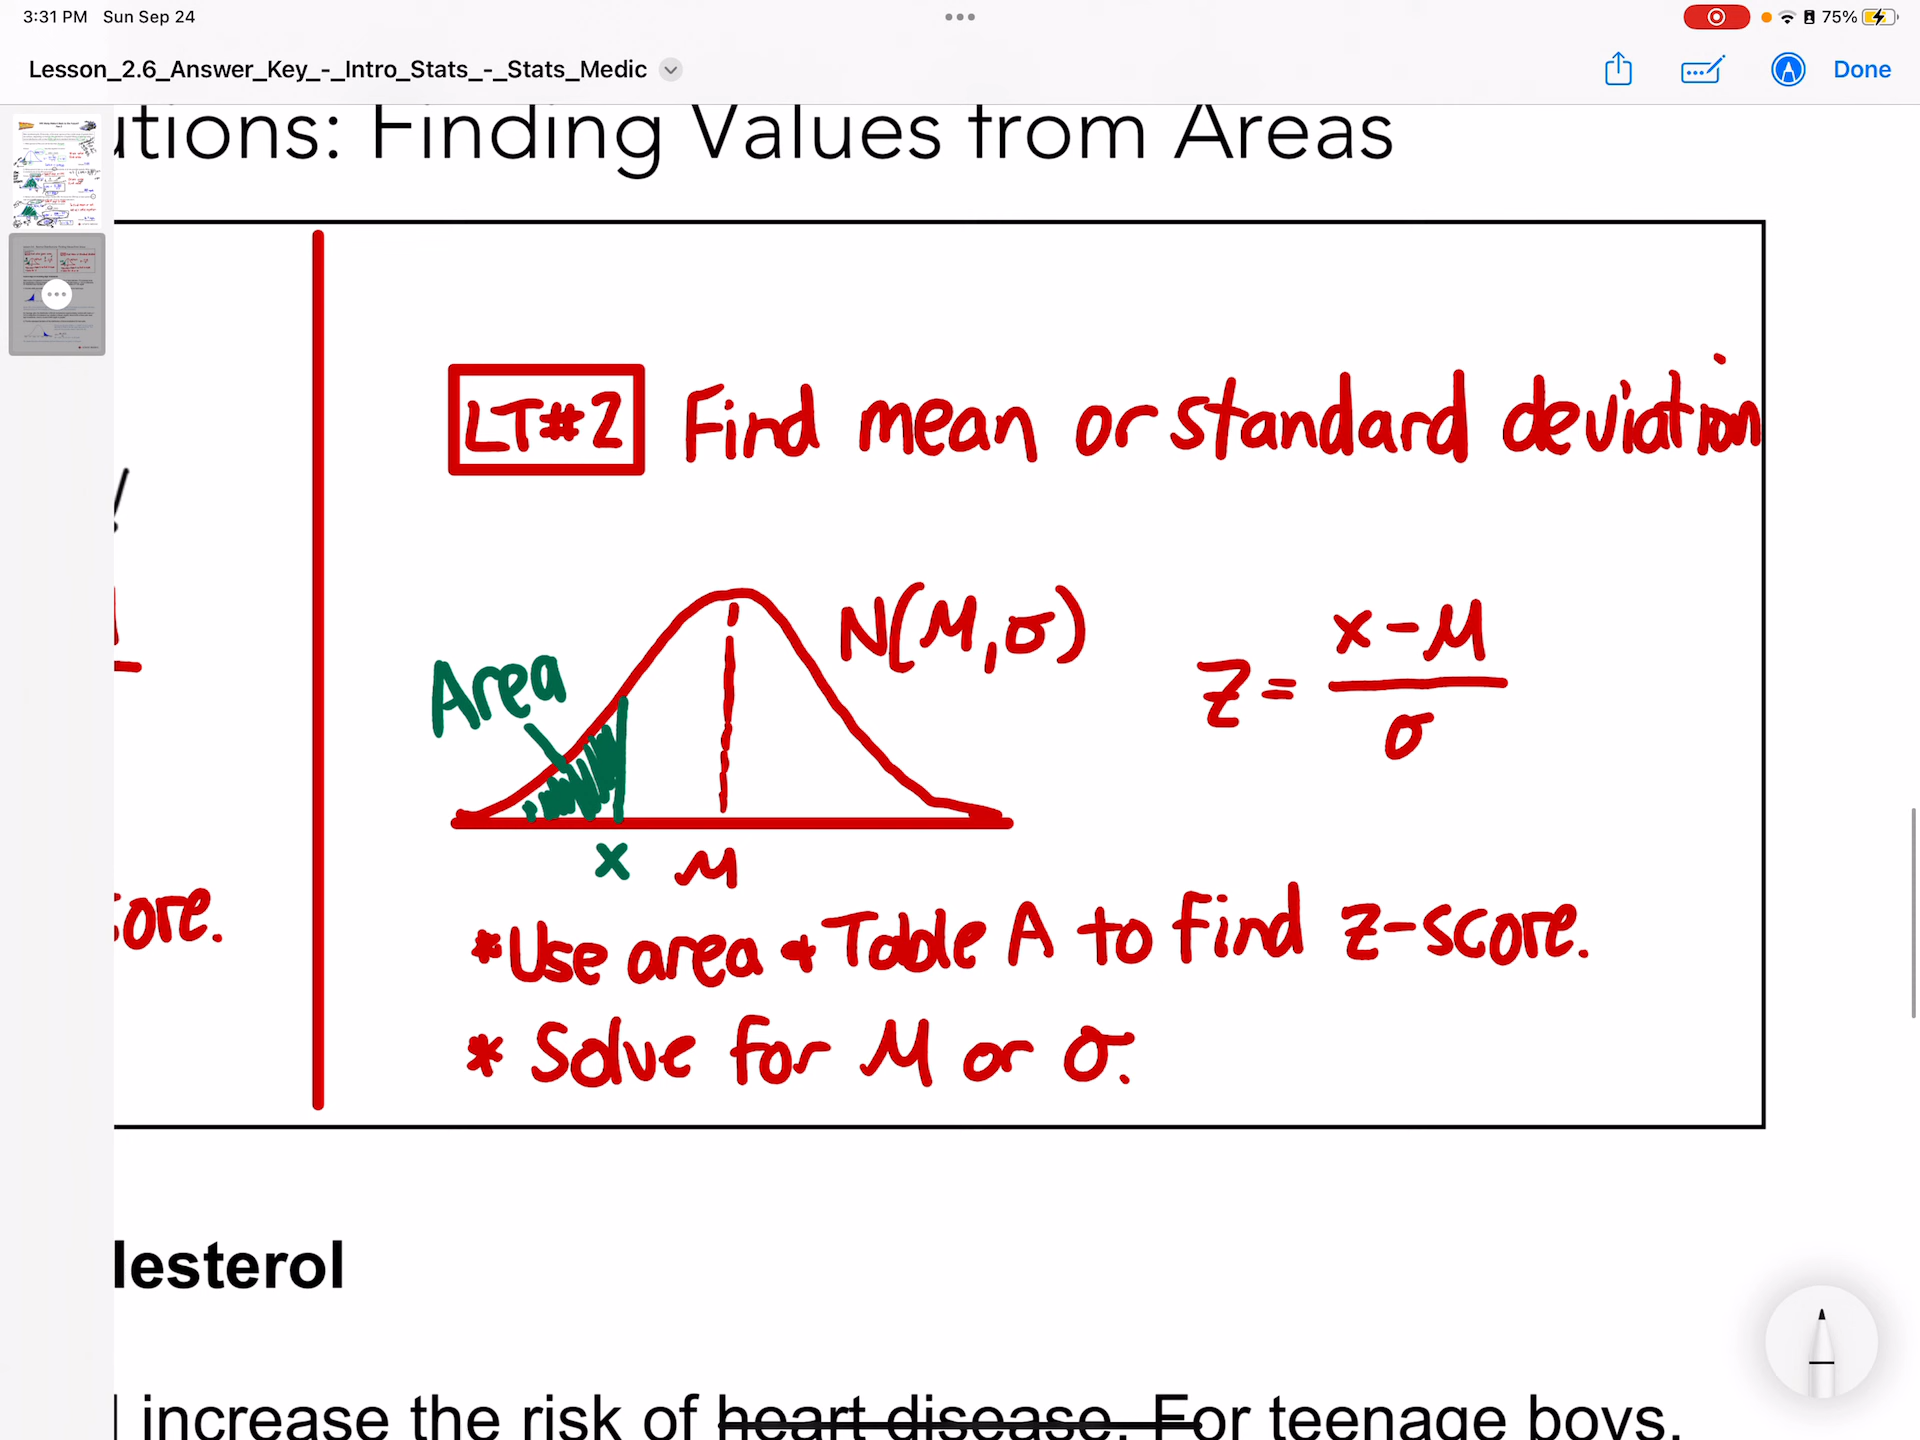 3:31 PM Sun Sep 24
75%
Lesson_2.6_Answer_Key_-_Intro_Stats_-_Stats_Medic
Done
utions: Finding Values from Areas
LT#2 Find mean or standard deviation
N(μ,σ)
z = x-μ / σ
Area
x μ
ore.
*Use area & Table A to find z-score.
* Solve for μ or σ.
lesterol
increase the risk of heart disease. For teenage boys,